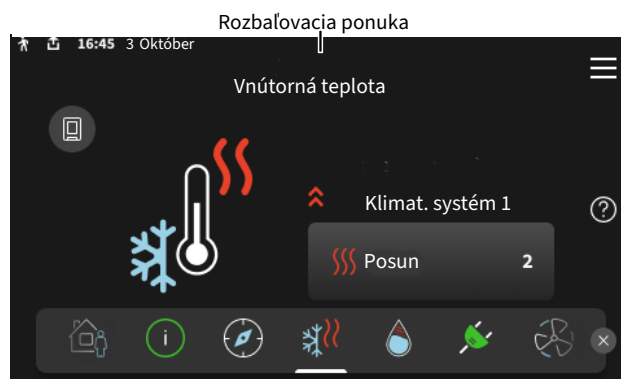 Rozbaľovacia ponuka
16:45 3 Október
Vnútorná teplota
Klimat. systém 1
?
Posun 2
i